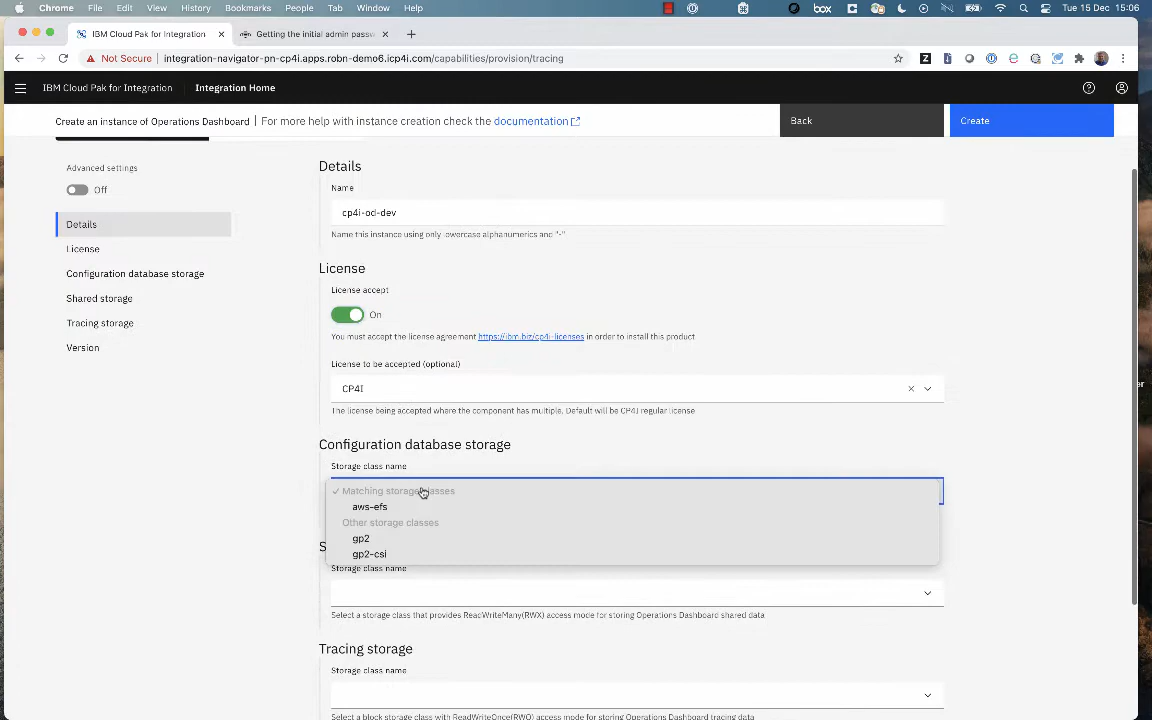 Chrome File Edit View History Bookmarks People Tab Window Help
box
Tue 15 Dec 15:06
IBM Cloud Pak for Integration
Getting the initial admin passw
Not Secure integration-navigator-pn-cp4i.apps.robn-demo6.icp4i.com/capabilities/provision/tracing
IBM Cloud Pak for Integration Integration Home
Create an instance of Operations Dashboard For more help with instance creation check the documentation
Back
Create
Advanced settings
Off
Details
License
Configuration database storage
Shared storage
Tracing storage
Version
Details
Name
cp4i-od-dev
Name this instance using only lowercase alphanumerics and "-"
License
License accept
On
You must accept the license agreement https://ibm.biz/cp4i-licenses in order to install this product
License to be accepted (optional)
CP4I
The license being accepted where the component has multiple. Default will be CP4I regular license
Configuration database storage
Storage class name
Matching storage classes
aws-efs
Other storage classes
gp2
gp2-csi
S
Storage class name
Select a storage class that provides ReadWriteMany(RWX) access mode for storing Operations Dashboard shared data
Tracing storage
Storage class name
Select a block storage class with ReadWriteOnce(RWO) access mode for storing Operations Dashboard tracing data